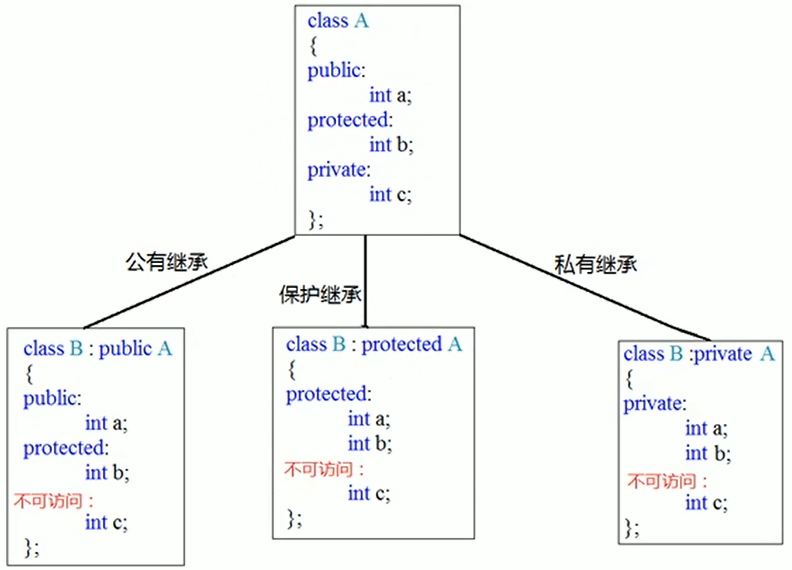 class A
{
public:
int a;
protected:
int b;
private:
int c;
};
公有继承
保护继承
私有继承
class B : public A
{
public:
int a;
protected:
int b;
不可访问：
int c;
};
class B : protected A
{
protected:
int a;
int b;
不可访问：
int c;
};
class B :private A
{
private:
int a;
int b;
不可访问：
int c;
};